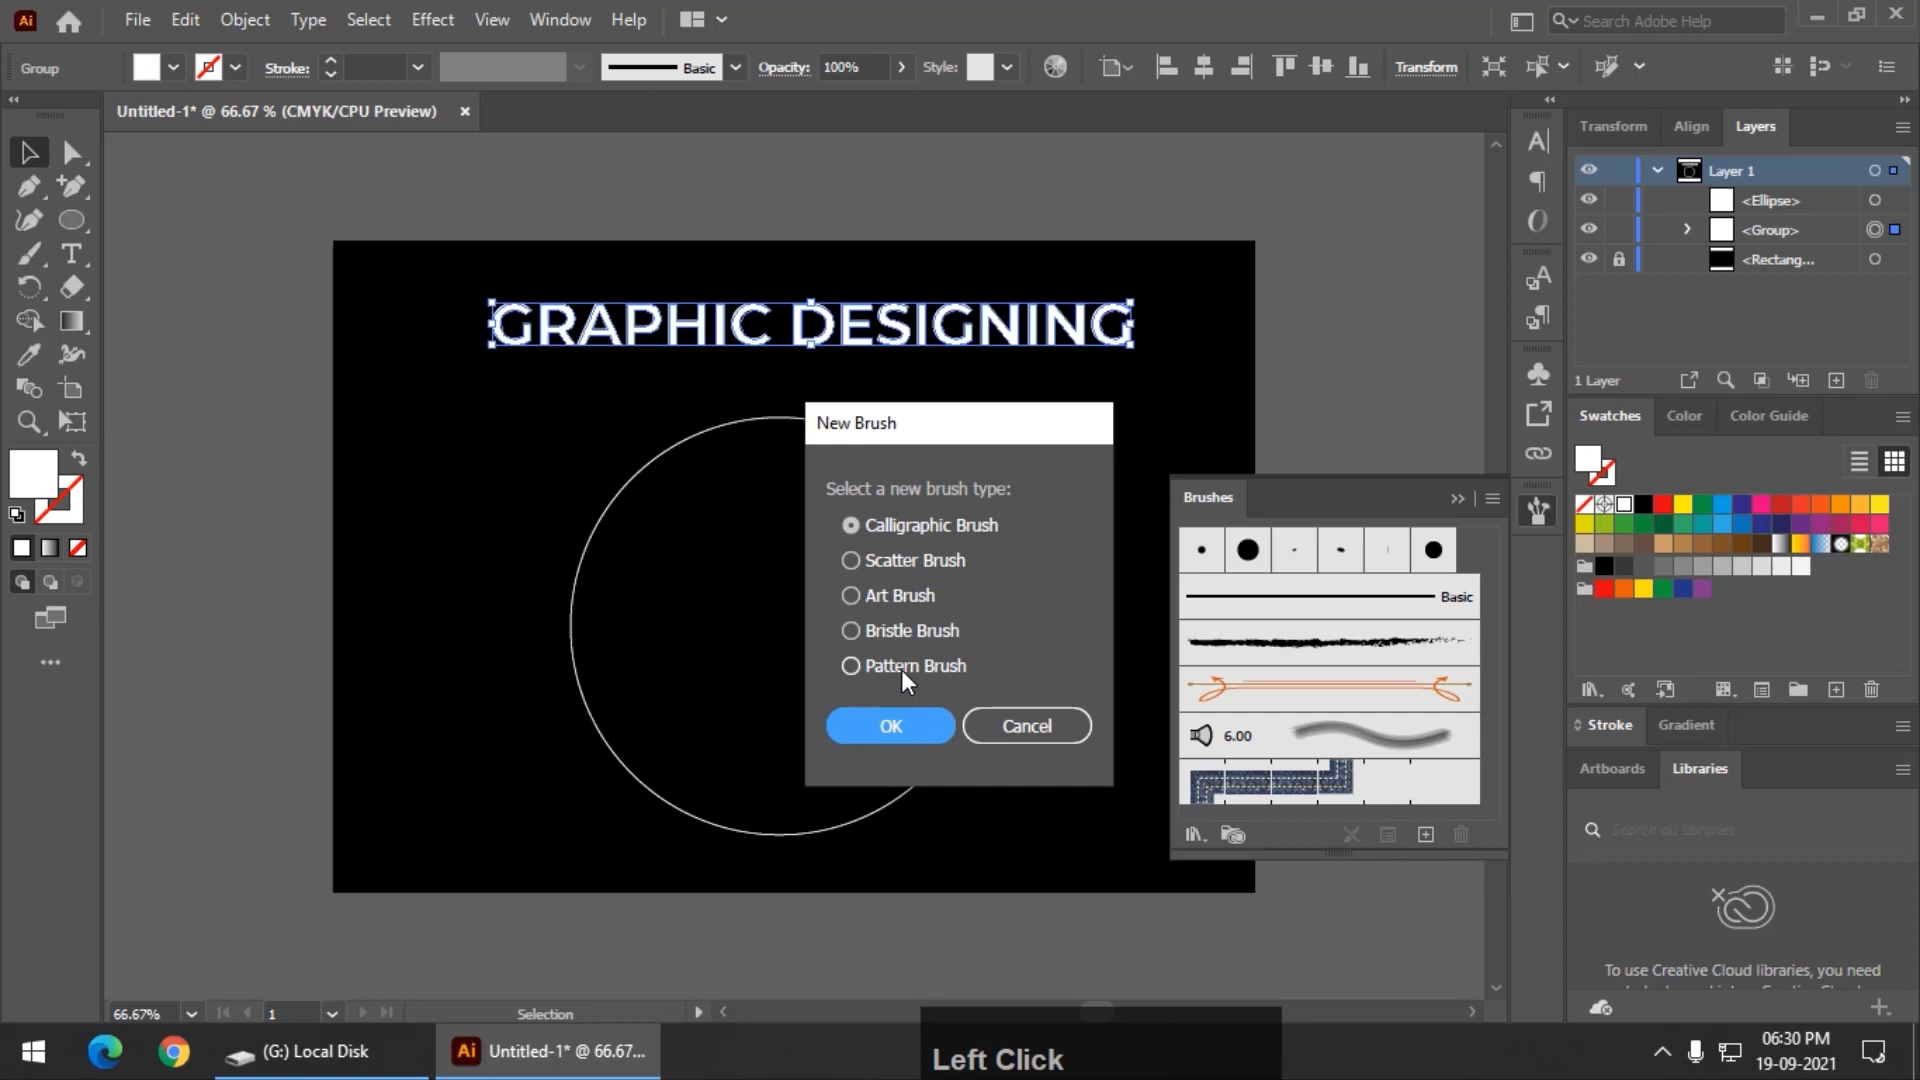 Ai
File Edit Object Type Select Effect View Window Help
Search Adobe Help
Group
Stroke:
Basic
Opacity: 100%
Style:
Transform
Untitled-1* @ 66.67 % (CMYK/CPU Preview)
GRAPHIC DESIGNING
New Brush
Select a new brush type:
Calligraphic Brush
Scatter Brush
Art Brush
Bristle Brush
Pattern Brush
OK Cancel
Brushes
Basic
6.00
Transform Align Layers
Layer 1
<Ellipse>
<Group>
<Rectang...
1 Layer
Swatches Color Color Guide
Stroke Gradient
Artboards Libraries
Search all libraries
To use Creative Cloud libraries, you need
66.67% 1 Selection
(G:) Local Disk
Ai Untitled-1* @ 66.67...
Left Click
06:30 PM
19-09-2021